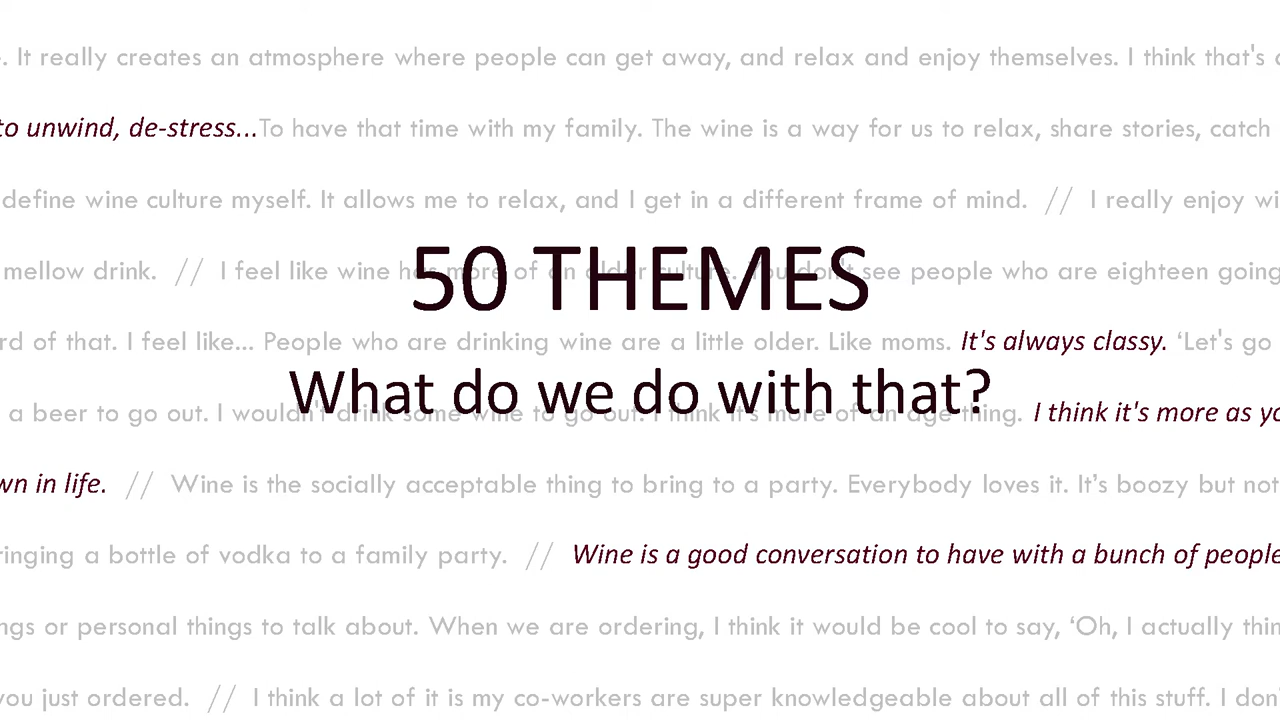 . It really creates an atmosphere where people can get away, and relax and enjoy themselves. I think that's
to unwind, de-stress...To have that time with my family. The wine is a way for us to relax, share stories, catch
define wine culture myself. It allows me to relax, and I get in a different frame of mind. // I really enjoy wi
50 THEMES
mellow drink. // I feel like wine has more of an older culture. You don't see people who are eighteen going
rd of that. I feel like... People who are drinking wine are a little older. Like moms. It's always classy. ‘Let's go
What do we do with that?
a beer to go out. I wouldn't drink some wine to go out. I think it's more of an age thing. I think it's more as yo
wn in life. // Wine is the socially acceptable thing to bring to a party. Everybody loves it. It’s boozy but not
ringing a bottle of vodka to a family party. // Wine is a good conversation to have with a bunch of people
ngs or personal things to talk about. When we are ordering, I think it would be cool to say, ‘Oh, I actually thin
you just ordered. // I think a lot of it is my co-workers are super knowledgeable about all of this stuff. I don'